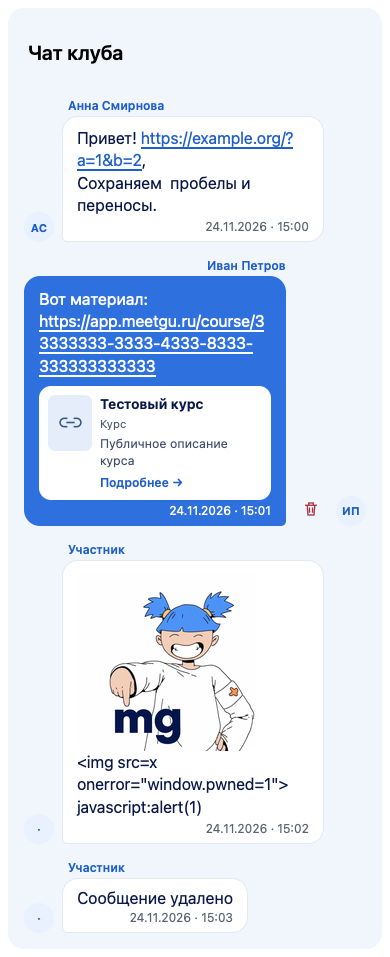 Чат клуба
Анна Смирнова
Привет! https://example.org/?
a=1&b=2,
Сохраняем  пробелы и
переносы.
24.11.2026 · 15:00
АС
Иван Петров
Вот материал:
https://app.meetgu.ru/course/3
3333333-3333-4333-8333-
333333333333
Тестовый курс
Курс
Публичное описание
курса
Подробнее →
24.11.2026 · 15:01
ИП
Участник
mg
<img src=x
onerror="window.pwned=1">
javascript:alert(1)
24.11.2026 · 15:02
·
Участник
Сообщение удалено
24.11.2026 · 15:03
·